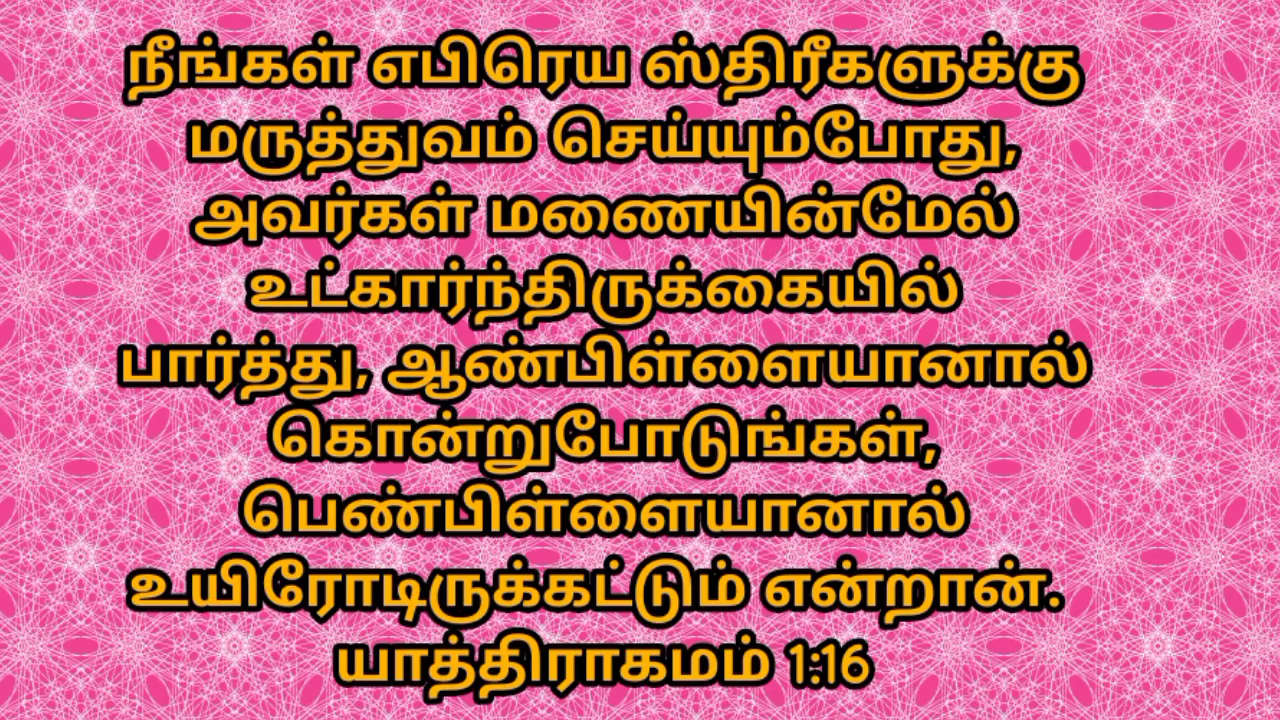 நீங்கள் எபிரெய ஸ்திரீகளுக்கு
மருத்துவம் செய்யும்போது,
அவர்கள் மணையின்மேல்
உட்கார்ந்திருக்கையில்
பார்த்து, ஆண்பிள்ளையானால்
கொன்றுபோடுங்கள்,
பெண்பிள்ளையானால்
உயிரோடிருக்கட்டும் என்றான்.
யாத்திராகமம் 1:16